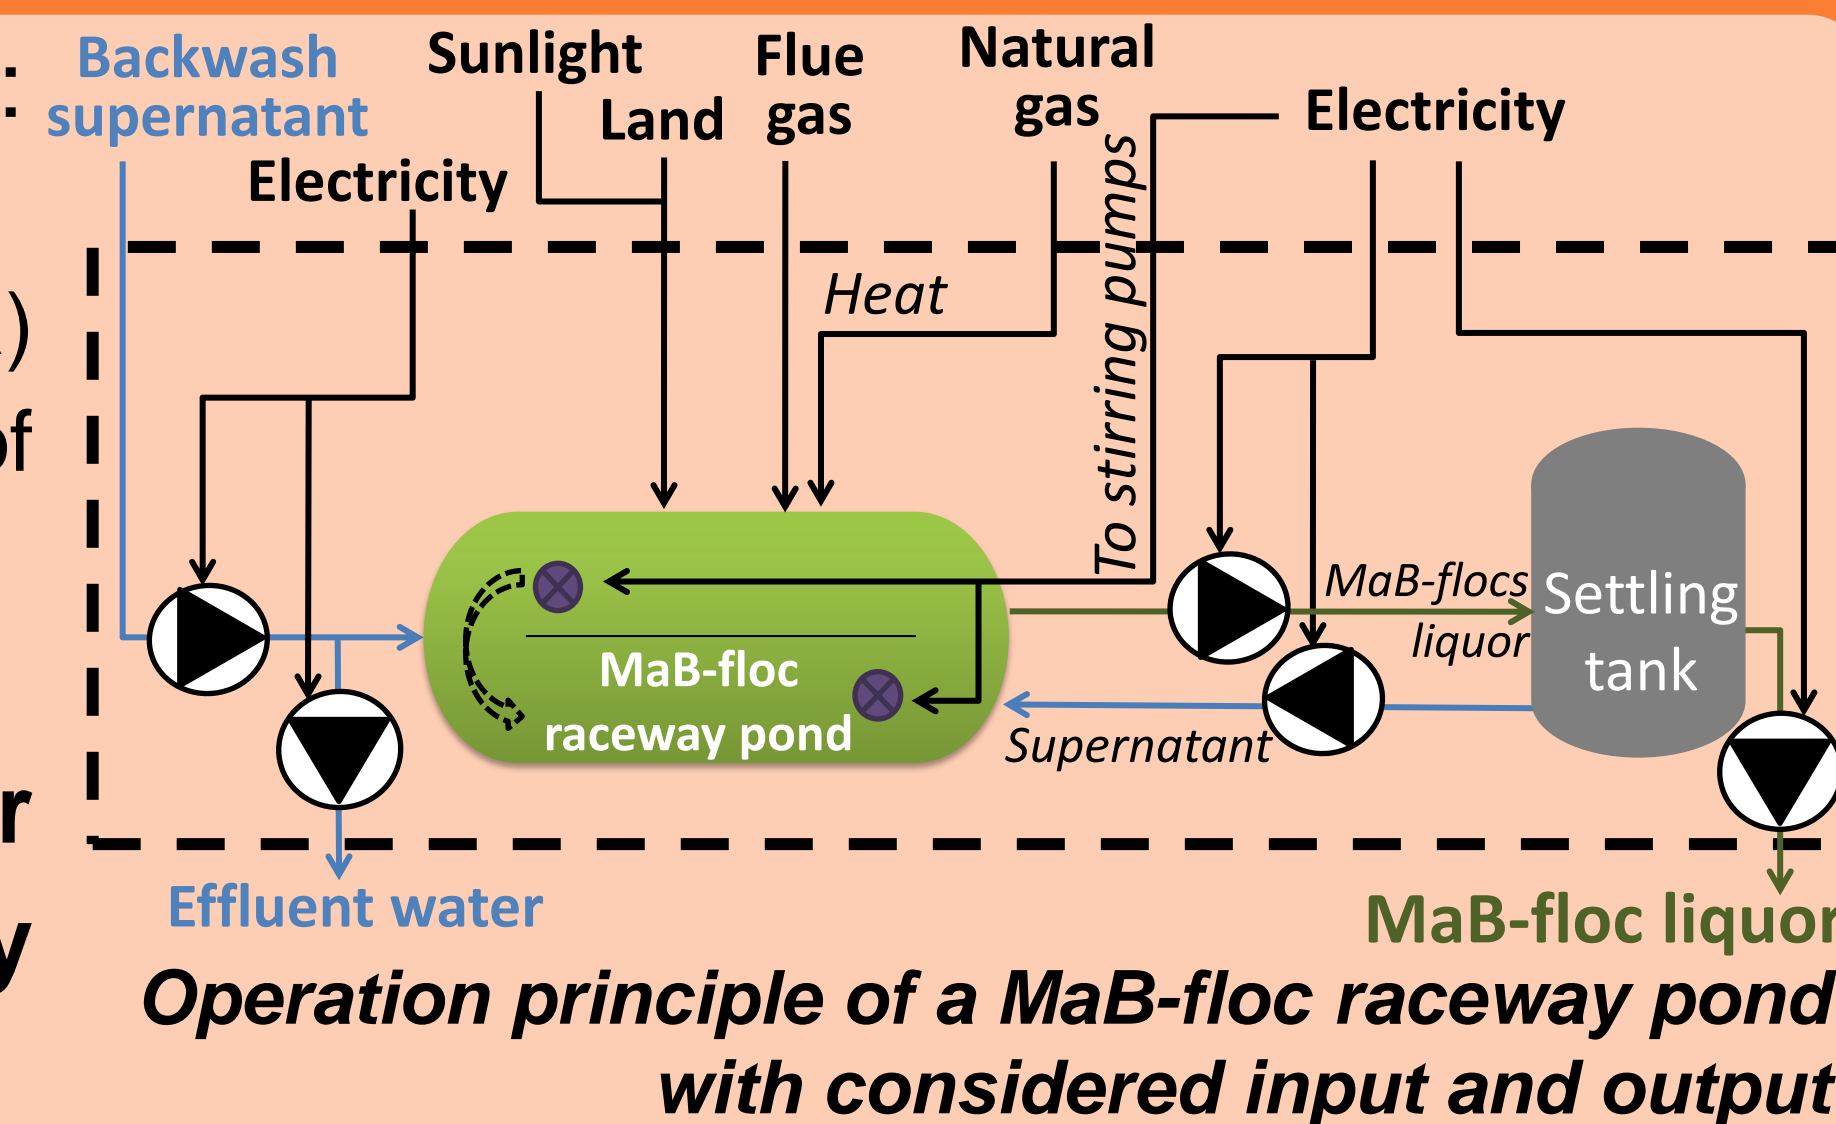 :
Backwash
supernatant
Sunlight
Land
Flue
gas
Natural
gas
Electricity
Electricity
Heat
To stirring pumps
)
of
r
y
MaB-flocs
liquor
Settling
tank
MaB-floc
raceway pond
Supernatant
Effluent water
MaB-floc liquor
Operation principle of a MaB-floc raceway pond
with considered input and output